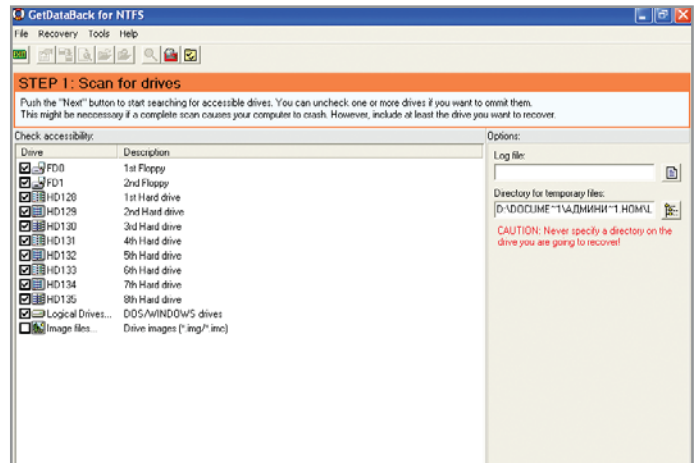 GetDataBack for NTFS
File Recovery Tools Help
STEP 1: Scan for drives
Push the "Next" button to start searching for accessible drives. You can uncheck one or more drives if you want to ommit them.
This might be neccessary if a complete scan causes your computer to crash. However, include at least the drive you want to recover.
Check accessibility:
Drive Description
FD0 1st Floppy
FD1 2nd Floppy
HD128 1st Hard drive
HD129 2nd Hard drive
HD130 3rd Hard drive
HD131 4th Hard drive
HD132 5th Hard drive
HD133 6th Hard drive
HD134 7th Hard drive
HD135 8th Hard drive
Logical Drives... DOS/WINDOWS drives
Image files... Drive images (*.img/*.imc)
Options:
Log file:
Directory for temporary files:
D:\DOCUME~1\АДМИНИ~1.HOM\L
CAUTION: Never specify a directory on the
drive you are going to recover!